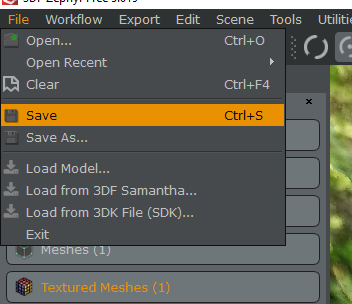 File Workflow Export Edit Scene Tools Utilitie
Open... Ctrl+O
Open Recent
Clear Ctrl+F4
Save Ctrl+S
Save As...
Load Model...
Load from 3DF Samantha...
Load from 3DK File (SDK)...
Exit
Meshes (1)
Textured Meshes (1)